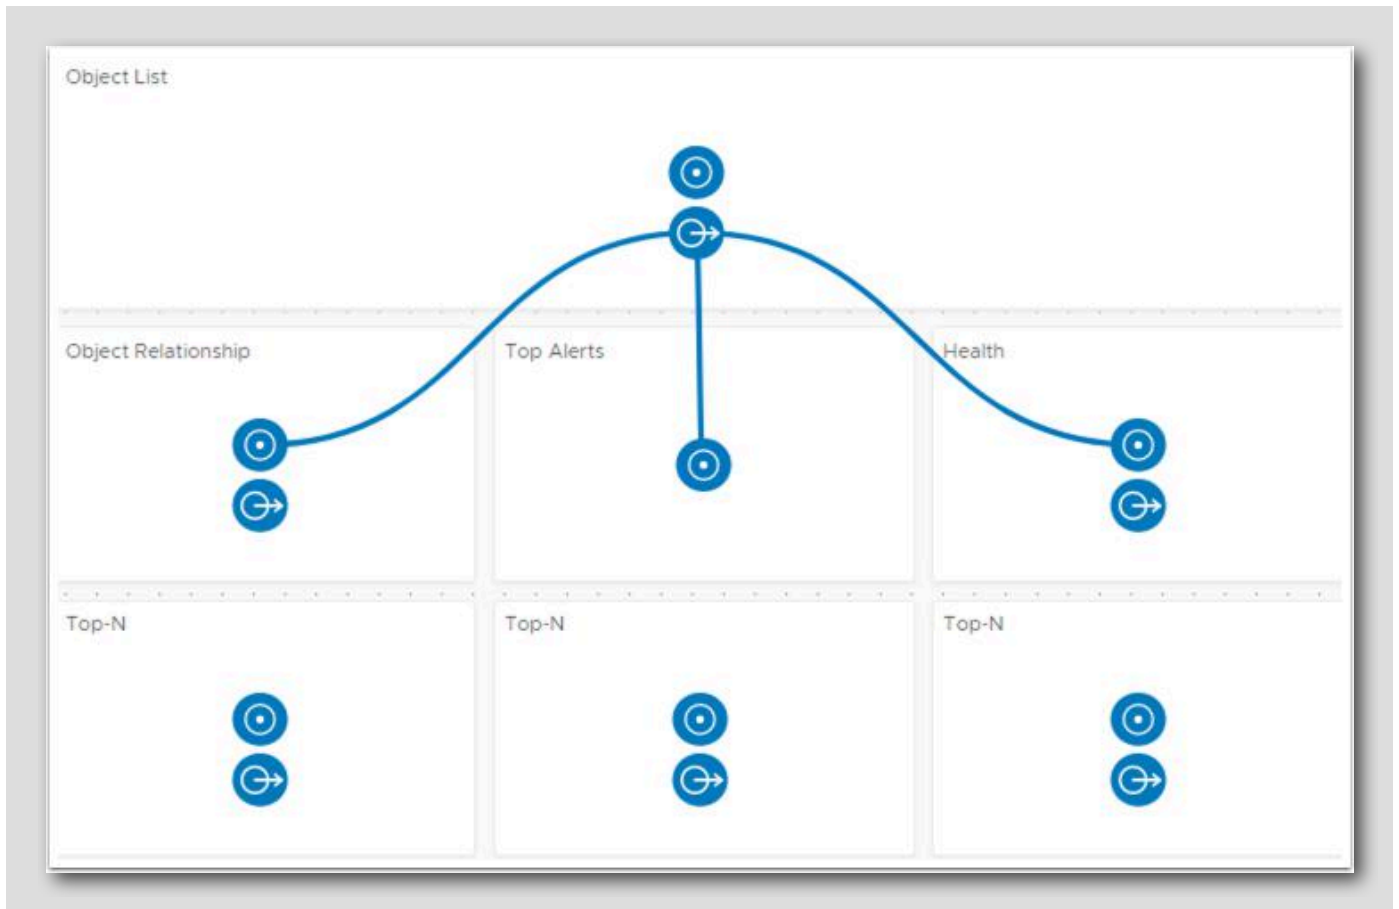 Object List
Object Relationship
Top Alerts
Health
Top-N
Top-N
Top-N